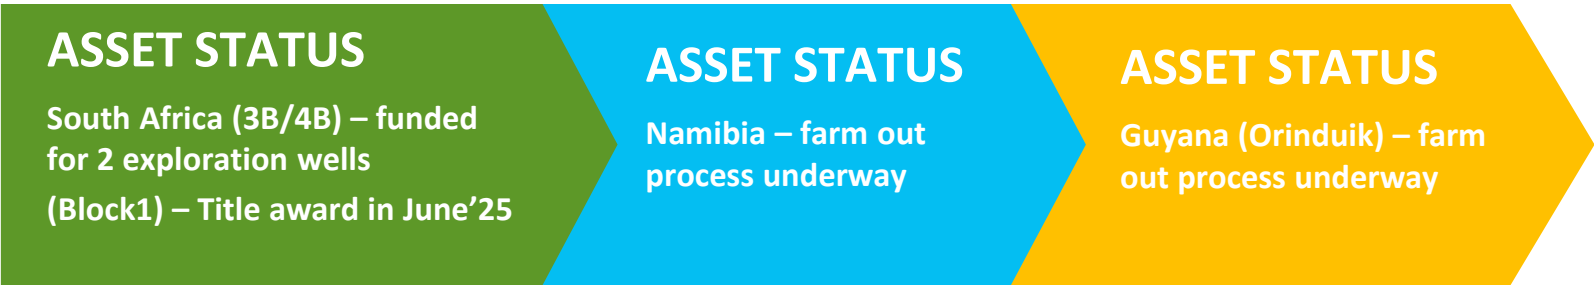 ASSET STATUS
South Africa (3B/4B) – funded
for 2 exploration wells
(Block1) – Title award in June’25
ASSET STATUS
Namibia – farm out
process underway
ASSET STATUS
Guyana (Orinduik) – farm
out process underway